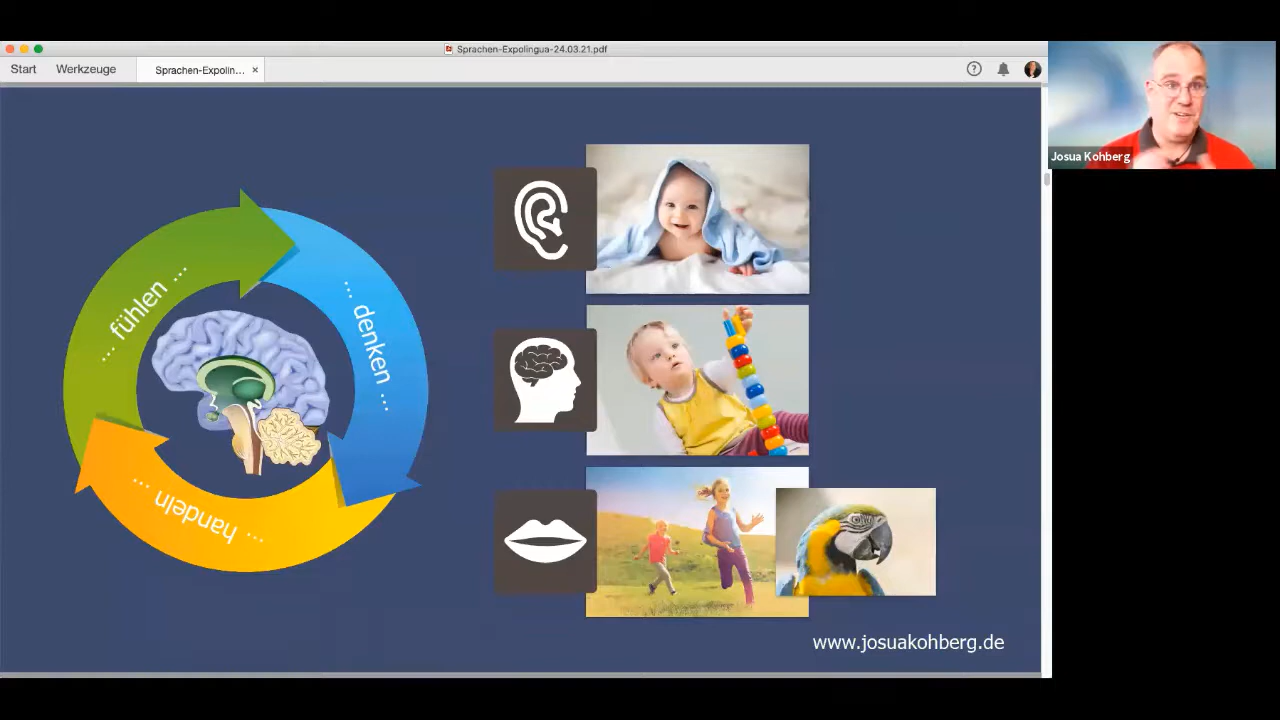 Sprachen-Expolingua-24.03.21.pdf
Start Werkzeuge Sprachen-Expolin... ×
Josua Kohberg
... fühlen ...
... denken ...
... handeln ...
www.josuakohberg.de